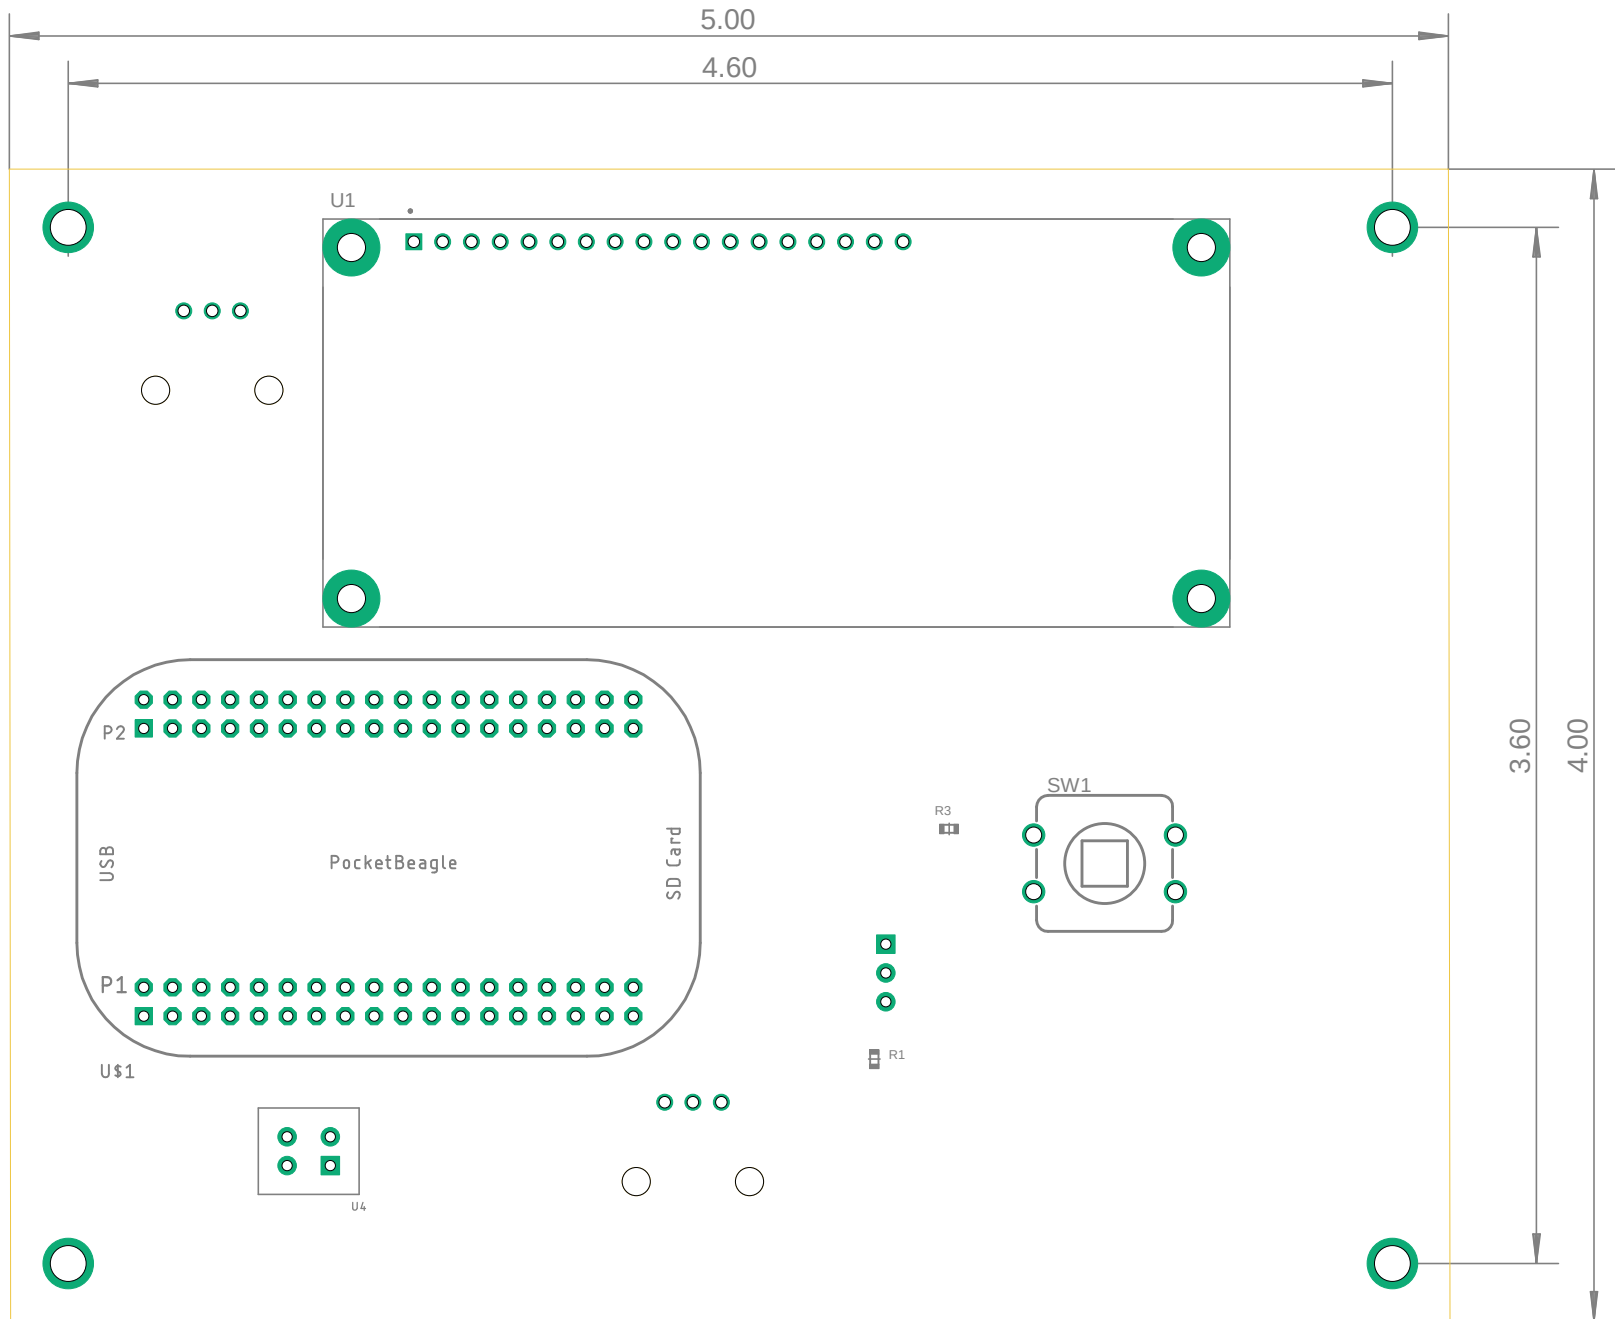 5.00
4.60
U1
P2
3.60
4.00
SW1
R3
USB
PocketBeagle
SD Card
P1
R1
U$1
U4